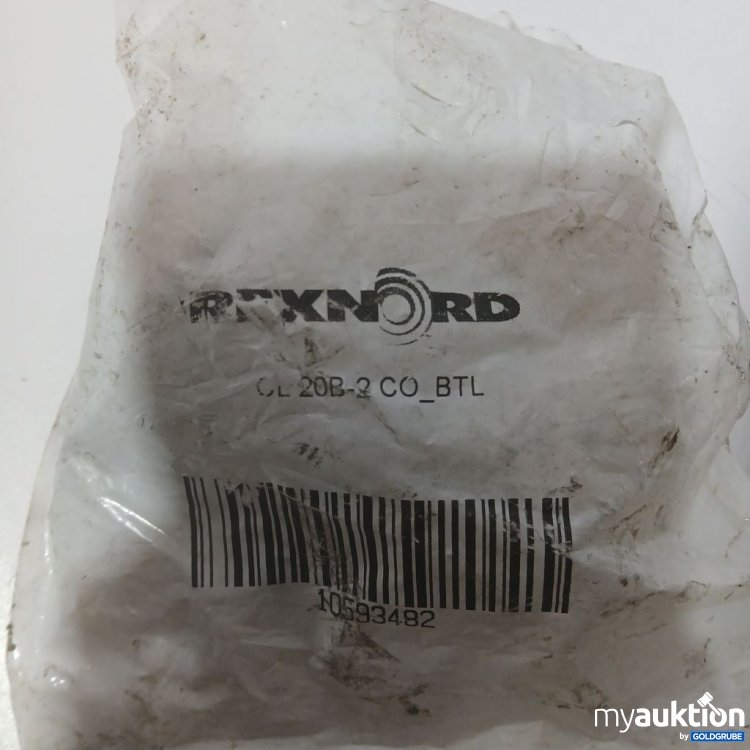 REXNORD
CL 20B-2 CO_BTL
10593482
myauktion
by GOLDGRUBE